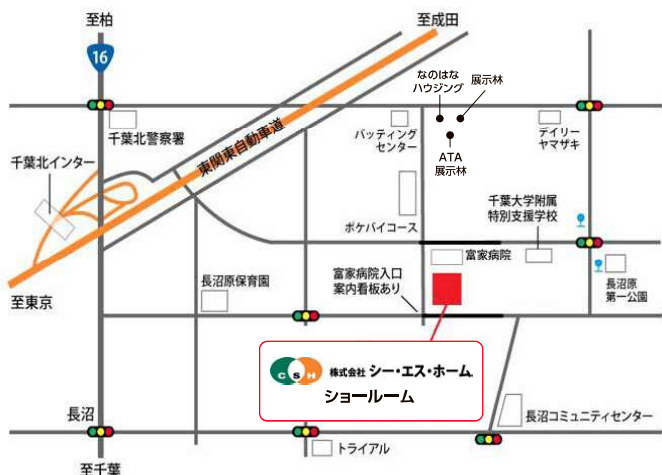 至柏
至成田
16
なのはな
ハウジング
展示林
千葉北警察署
バッティング
センター
ATA
展示林
デイリー
ヤマザキ
東関東自動車道
千葉北インター
千葉大学附属
特別支援学校
ポケバイコース
富家病院
長沼原保育園
富家病院入口
案内看板あり
長沼原
第一公園
至東京
CSH
株式会社 シー・エス・ホーム
ショールーム
長沼
長沼コミュニティセンター
トライアル
至千葉